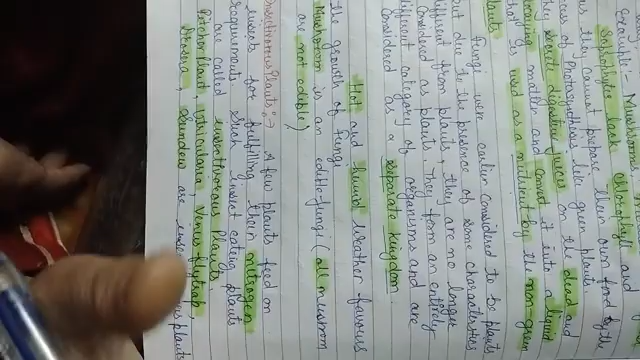 example - Mushrooms
Saphophytes lack chlorophyll and
they cannot prepare their own food by the
process of Photosynthesis like green plants.
they secrete digestive juices on the dead and
decaying matter and convert it into a liquid
that is used as a nutrient by the non-green
plants
Fungi were earlier considered to be plants
but due to the presence of some characteristics
different from plants, they are no longer
considered as plants. They form an entirely
different category of organisms and are
considered as a separate kingdom.
Hot and humid weather favours
the growth of fungi
Mushroom is an edible fungi (all mushroom
are not edible)
Insectivorous Plants :→ A few plants feed on
insects for fulfilling their nitrogen
requirements. Such insect eating plants
are called insectivorous Plants
Pitcher plant, utricularia, Venus flytrap,
Drosera, sundew are